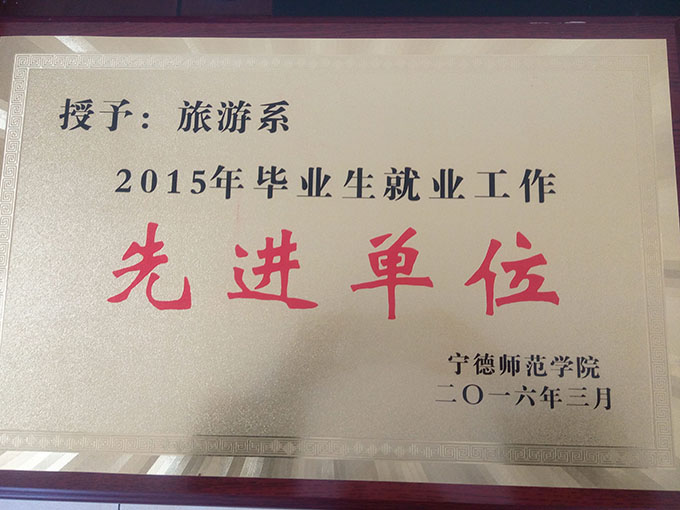 授予：旅游系
2015年毕业生就业工作
先进单位
宁德师范学院
二〇一六年三月